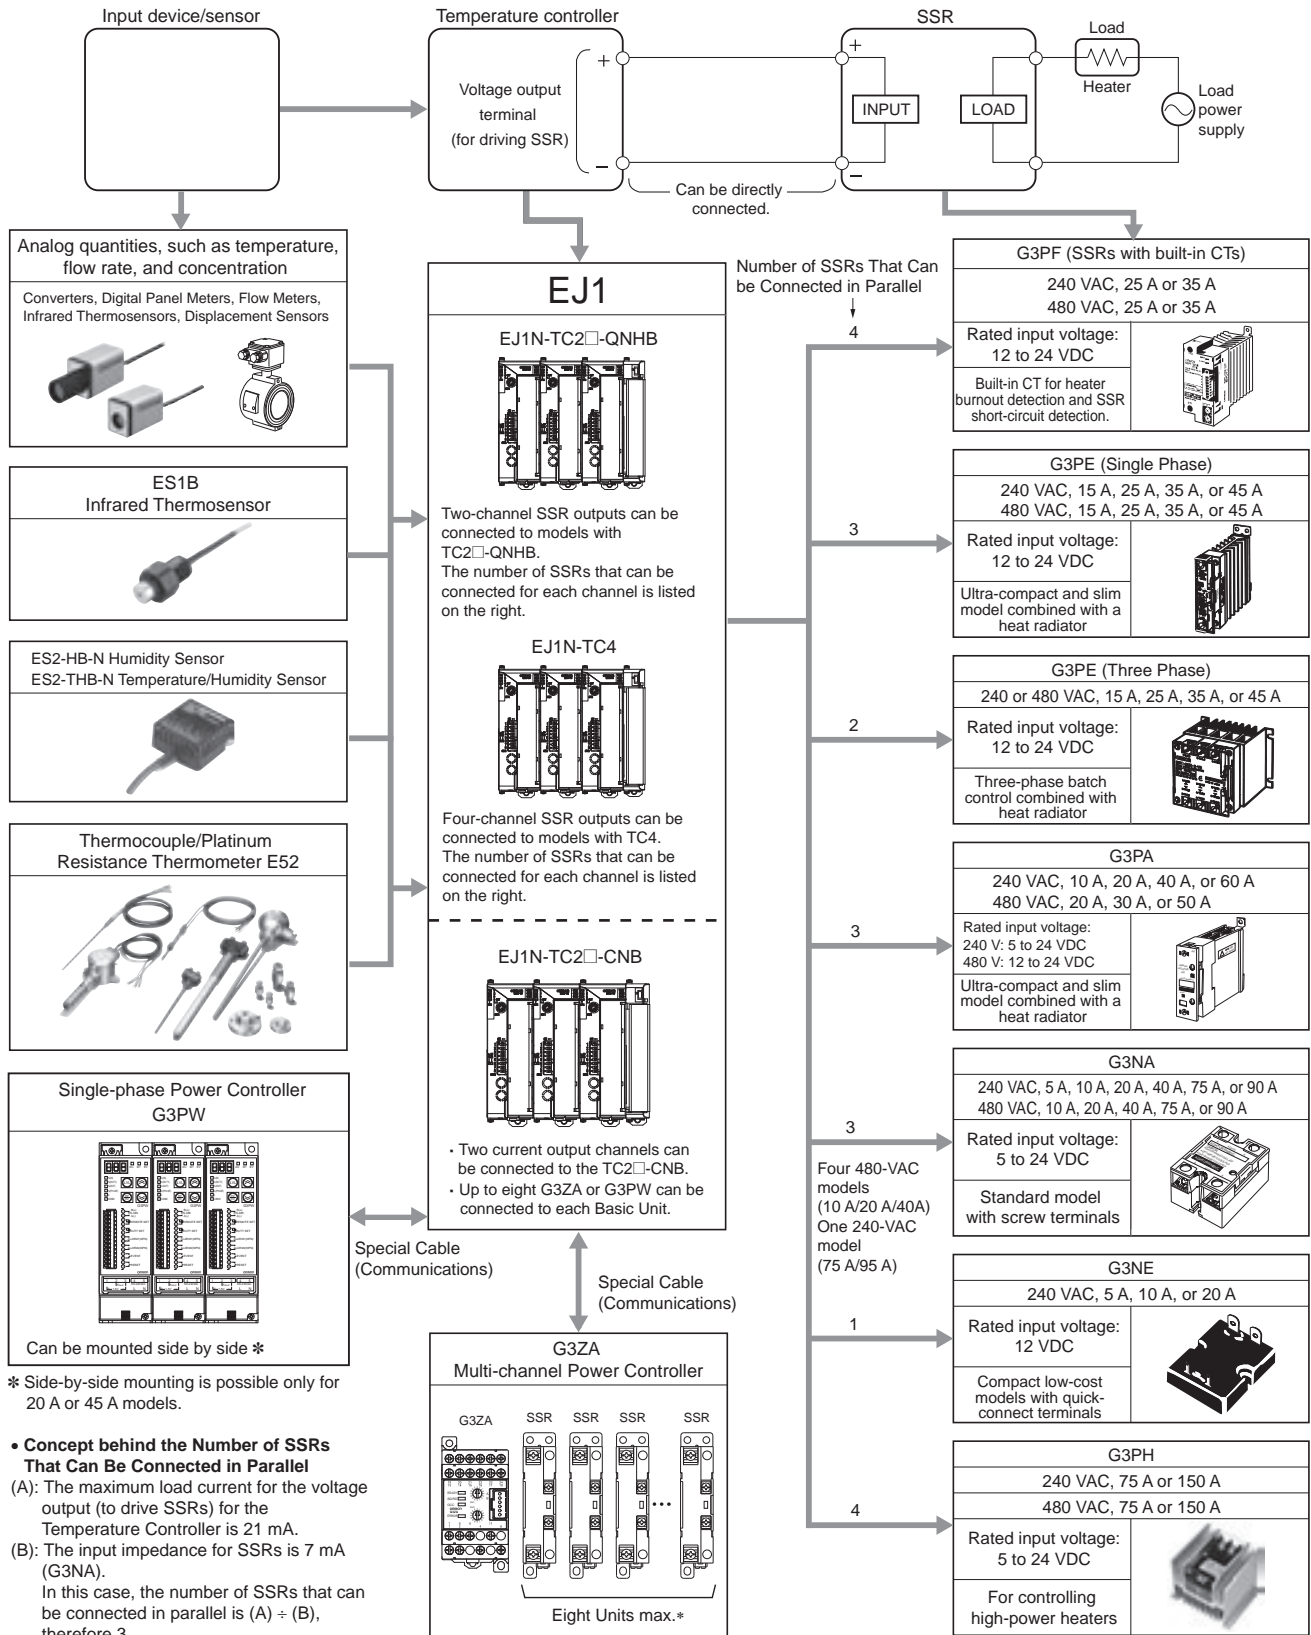 Input device/sensor
Temperature controller
SSR
Load
Heater
Load
power
supply
Voltage output
terminal
(for driving SSR)
+
−
+
−
INPUT
LOAD
Can be directly
connected.
Analog quantities, such as temperature,
flow rate, and concentration
Converters, Digital Panel Meters, Flow Meters,
Infrared Thermosensors, Displacement Sensors
ES1B
Infrared Thermosensor
ES2-HB-N Humidity Sensor
ES2-THB-N Temperature/Humidity Sensor
Thermocouple/Platinum
Resistance Thermometer E52
Single-phase Power Controller
G3PW
Can be mounted side by side ✻
✻ Side-by-side mounting is possible only for
20 A or 45 A models.
• Concept behind the Number of SSRs
That Can Be Connected in Parallel
(A): The maximum load current for the voltage
output (to drive SSRs) for the
Temperature Controller is 21 mA.
(B): The input impedance for SSRs is 7 mA
(G3NA).
In this case, the number of SSRs that can
be connected in parallel is (A) ÷ (B),
therefore 3.
EJ1
EJ1N-TC2□-QNHB
Two-channel SSR outputs can be
connected to models with
TC2□-QNHB.
The number of SSRs that can be
connected for each channel is listed
on the right.
EJ1N-TC4
Four-channel SSR outputs can be
connected to models with TC4.
The number of SSRs that can be
connected for each channel is listed
on the right.
EJ1N-TC2□-CNB
· Two current output channels can
be connected to the TC2□-CNB.
· Up to eight G3ZA or G3PW can be
connected to each Basic Unit.
Special Cable
(Communications)
Special Cable
(Communications)
G3ZA
Multi-channel Power Controller
G3ZA
SSR SSR SSR SSR
Eight Units max.✻
Number of SSRs That Can
be Connected in Parallel
4
3
2
3
3
Four 480-VAC
models
(10 A/20 A/40A)
One 240-VAC
model
(75 A/95 A)
1
4
G3PF (SSRs with built-in CTs)
240 VAC, 25 A or 35 A
480 VAC, 25 A or 35 A
Rated input voltage:
12 to 24 VDC
Built-in CT for heater
burnout detection and SSR
short-circuit detection.
G3PE (Single Phase)
240 VAC, 15 A, 25 A, 35 A, or 45 A
480 VAC, 15 A, 25 A, 35 A, or 45 A
Rated input voltage:
12 to 24 VDC
Ultra-compact and slim
model combined with a
heat radiator
G3PE (Three Phase)
240 or 480 VAC, 15 A, 25 A, 35 A, or 45 A
Rated input voltage:
12 to 24 VDC
Three-phase batch
control combined with
heat radiator
G3PA
240 VAC, 10 A, 20 A, 40 A, or 60 A
480 VAC, 20 A, 30 A, or 50 A
Rated input voltage:
240 V: 5 to 24 VDC
480 V: 12 to 24 VDC
Ultra-compact and slim
model combined with a
heat radiator
G3NA
240 VAC, 5 A, 10 A, 20 A, 40 A, 75 A, or 90 A
480 VAC, 10 A, 20 A, 40 A, 75 A, or 90 A
Rated input voltage:
5 to 24 VDC
Standard model
with screw terminals
G3NE
240 VAC, 5 A, 10 A, or 20 A
Rated input voltage:
12 VDC
Compact low-cost
models with quick-
connect terminals
G3PH
240 VAC, 75 A or 150 A
480 VAC, 75 A or 150 A
Rated input voltage:
5 to 24 VDC
For controlling
high-power heaters